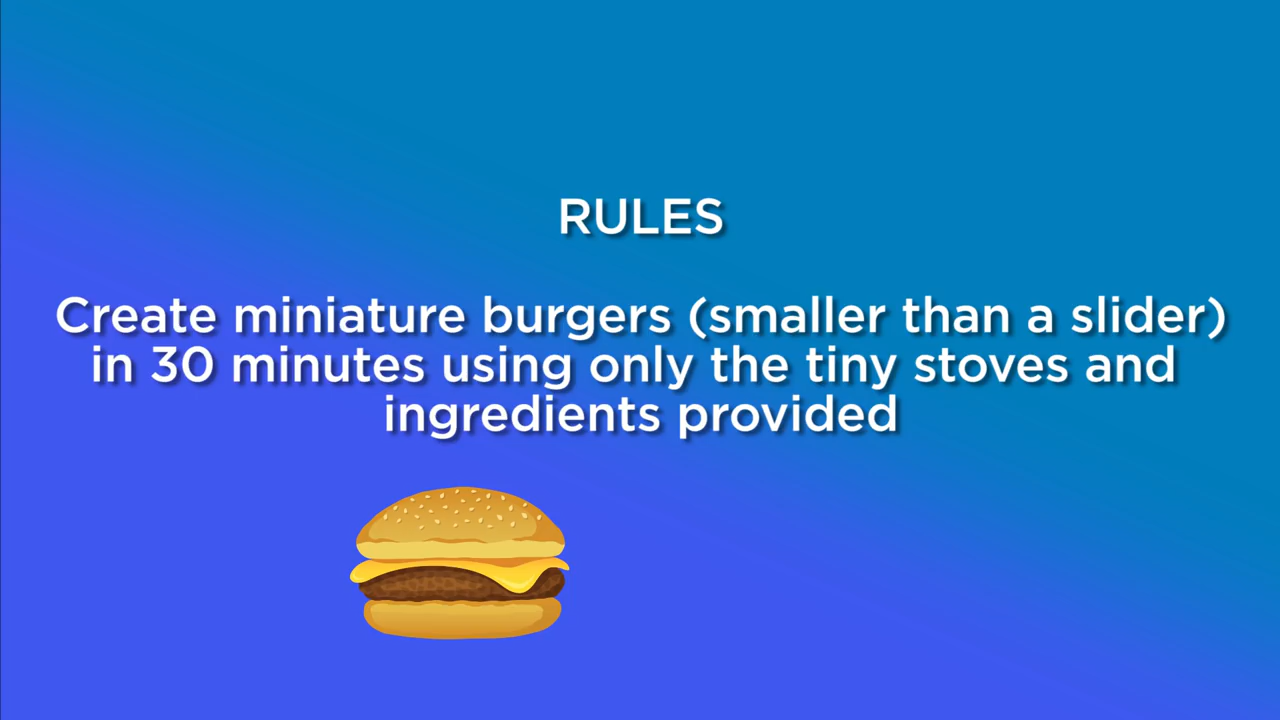 RULES
Create miniature burgers (smaller than a slider)
in 30 minutes using only the tiny stoves and
ingredients provided